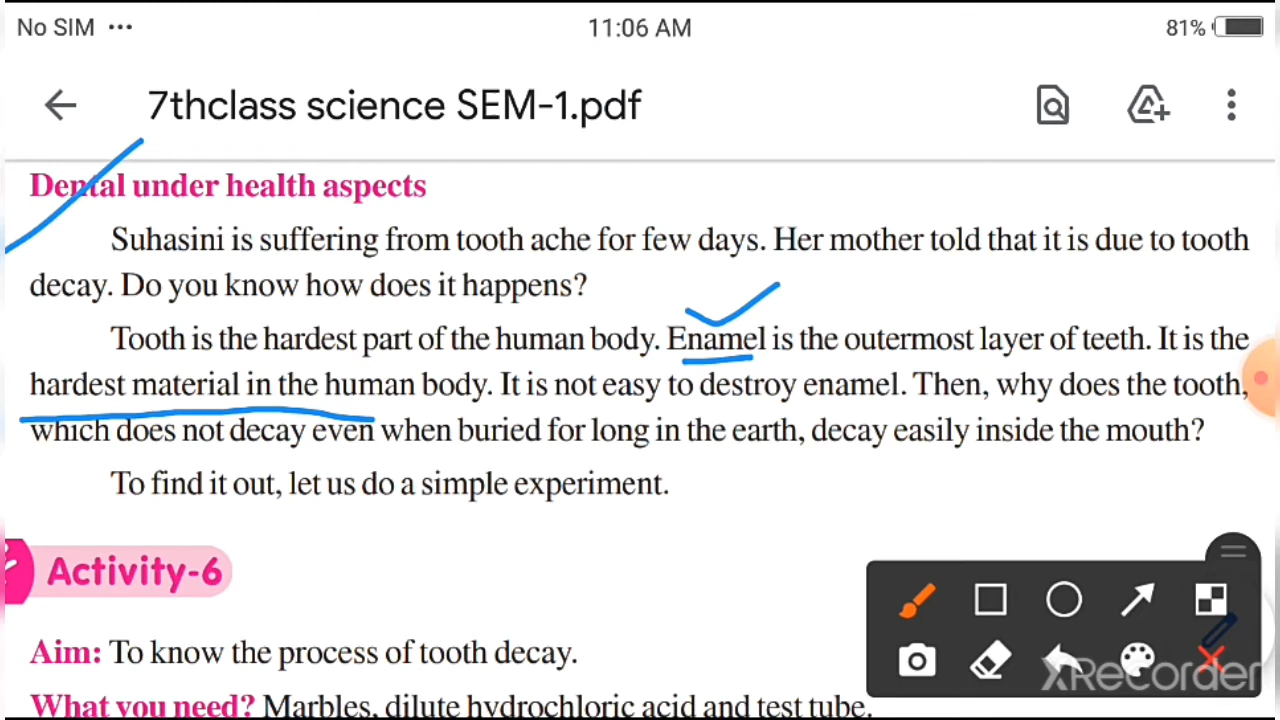 No SIM ...
11:06 AM
81%
7thclass science SEM-1.pdf
Dental under health aspects
Suhasini is suffering from tooth ache for few days. Her mother told that it is due to tooth
decay. Do you know how does it happens?
Tooth is the hardest part of the human body. Enamel is the outermost layer of teeth. It is the
hardest material in the human body. It is not easy to destroy enamel. Then, why does the tooth,
which does not decay even when buried for long in the earth, decay easily inside the mouth?
To find it out, let us do a simple experiment.
Activity-6
Aim: To know the process of tooth decay.
What you need? Marbles, dilute hydrochloric acid and test tube.
XRecorder